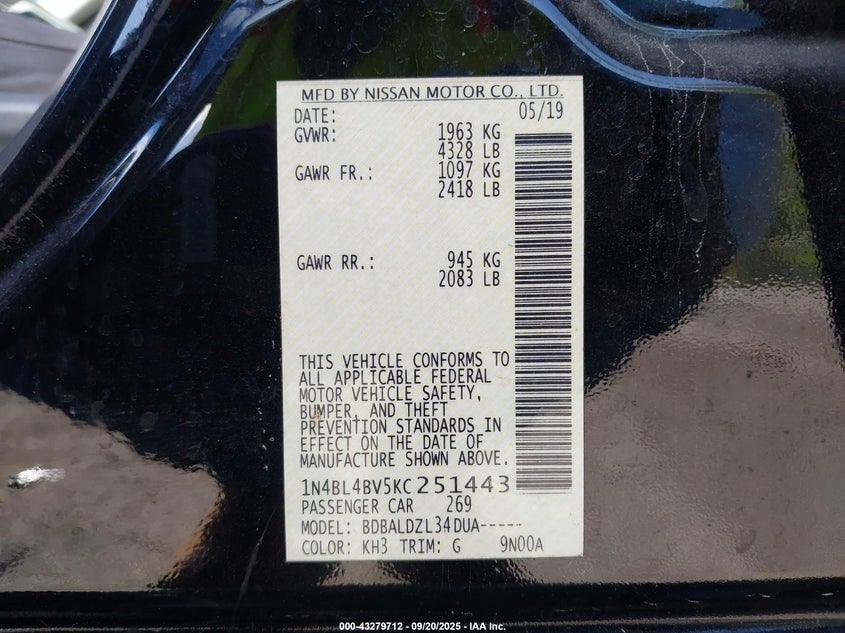 MFD BY NISSAN MOTOR CO., LTD.
DATE: 05/19
GVWR: 1963 KG
4328 LB
GAWR FR.: 1097 KG
2418 LB
GAWR RR.: 945 KG
2083 LB
THIS VEHICLE CONFORMS TO
ALL APPLICABLE FEDERAL
MOTOR VEHICLE SAFETY,
BUMPER, AND THEFT
PREVENTION STANDARDS IN
EFFECT ON THE DATE OF
MANUFACTURE SHOWN ABOVE.
1N4BL4BV5KC251443
PASSENGER CAR 269
MODEL: BDBALDZL34DUA-----
COLOR: KH3 TRIM: G 9N00A
000-43279712 - 09/20/2025 - IAA Inc.